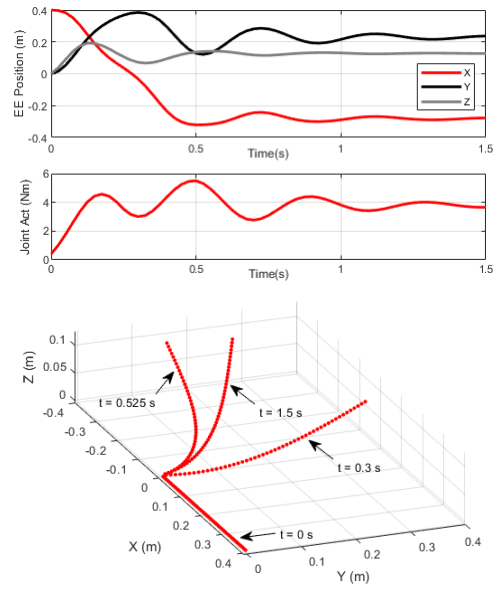 0.4
0.2
0
-0.2
-0.4
EE Position (m)
X
Y
Z
0
0.5
1
1.5
Time(s)
6
4
2
0
Joint Act (Nm)
0
0.5
1
1.5
Time(s)
0.1
0.05
0
Z (m)
-0.4
-0.3
-0.2
-0.1
0
0.1
0.2
0.3
0.4
X (m)
0
0.1
0.2
0.3
0.4
Y (m)
t = 0.525 s
t = 1.5 s
t = 0.3 s
t = 0 s